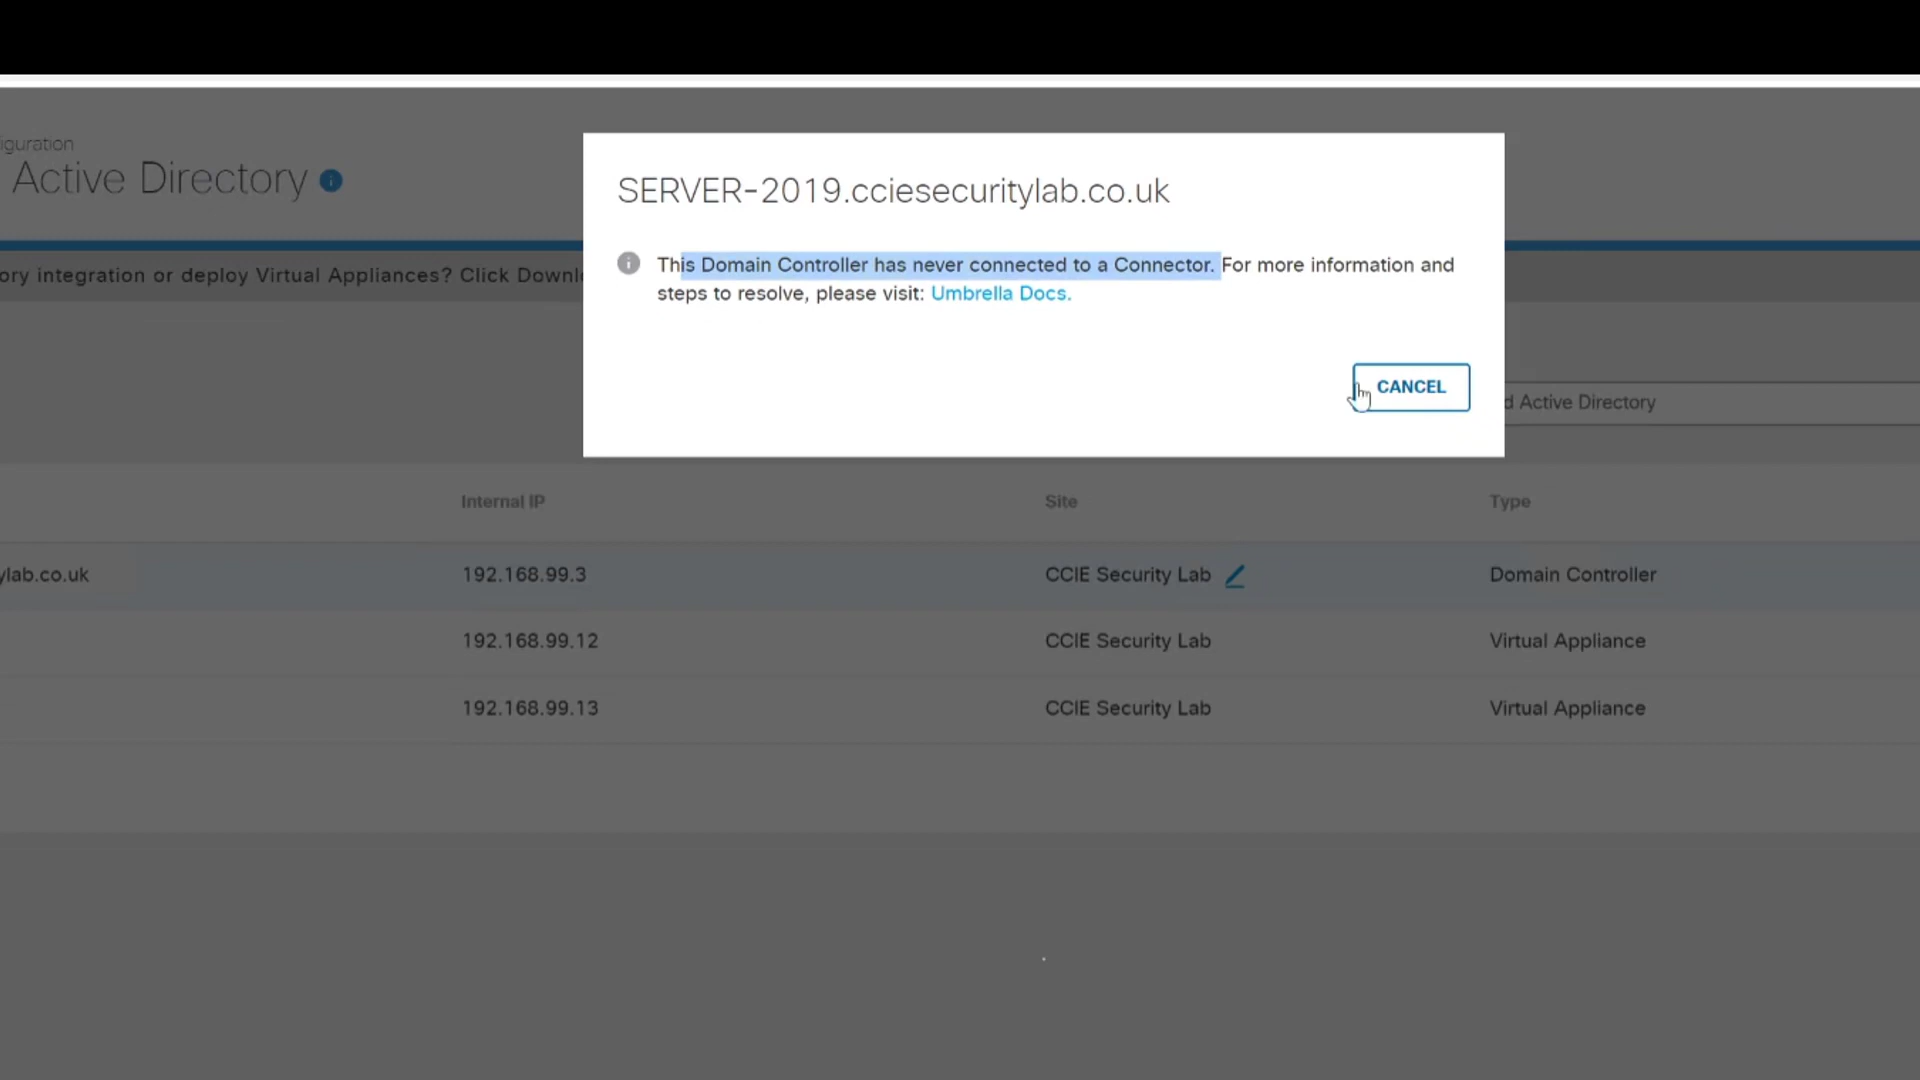 iguration
Active Directory
SERVER-2019.cciesecuritylab.co.uk
This Domain Controller has never connected to a Connector. For more information and
steps to resolve, please visit: Umbrella Docs.
CANCEL
ory integration or deploy Virtual Appliances? Click Downl
d Active Directory
Internal IP Site Type
ylab.co.uk 192.168.99.3 CCIE Security Lab Domain Controller
192.168.99.12 CCIE Security Lab Virtual Appliance
192.168.99.13 CCIE Security Lab Virtual Appliance